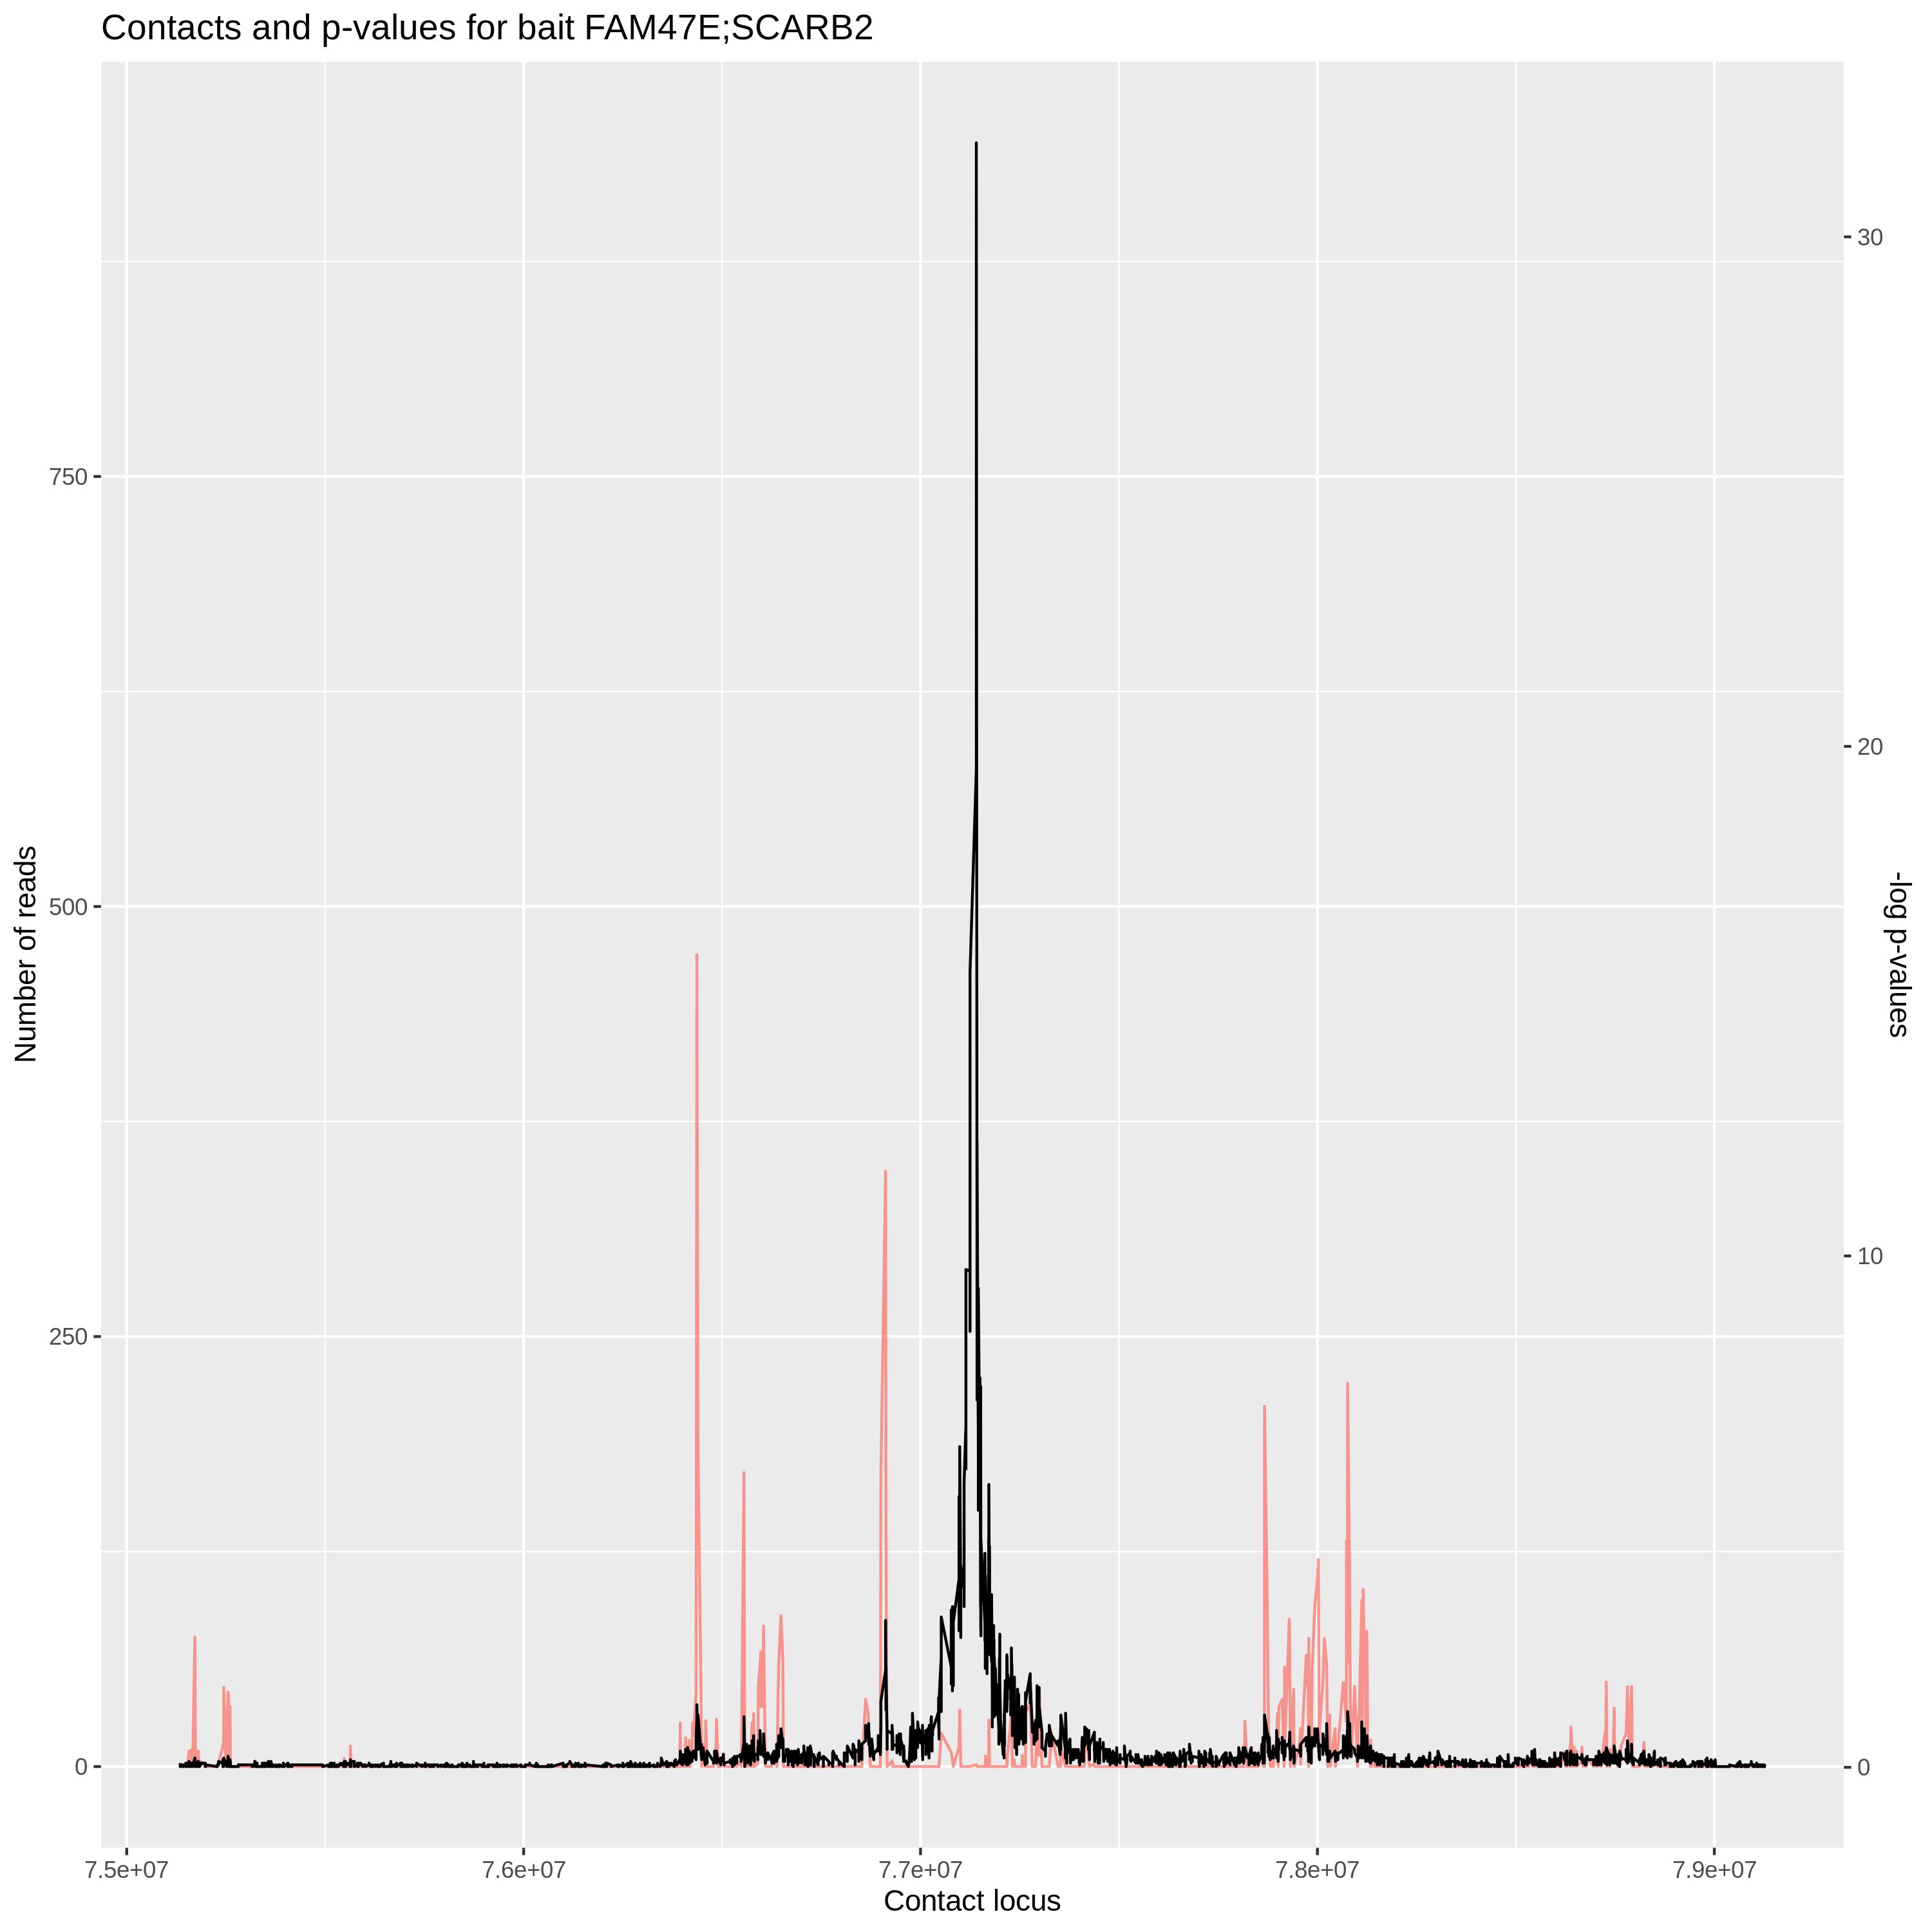 Contacts and p-values for bait FAM47E;SCARB2
Number of reads
750
500
250
0
30
20
10
0
-log p-values
7.5e+07
7.6e+07
7.7e+07
7.8e+07
7.9e+07
Contact locus